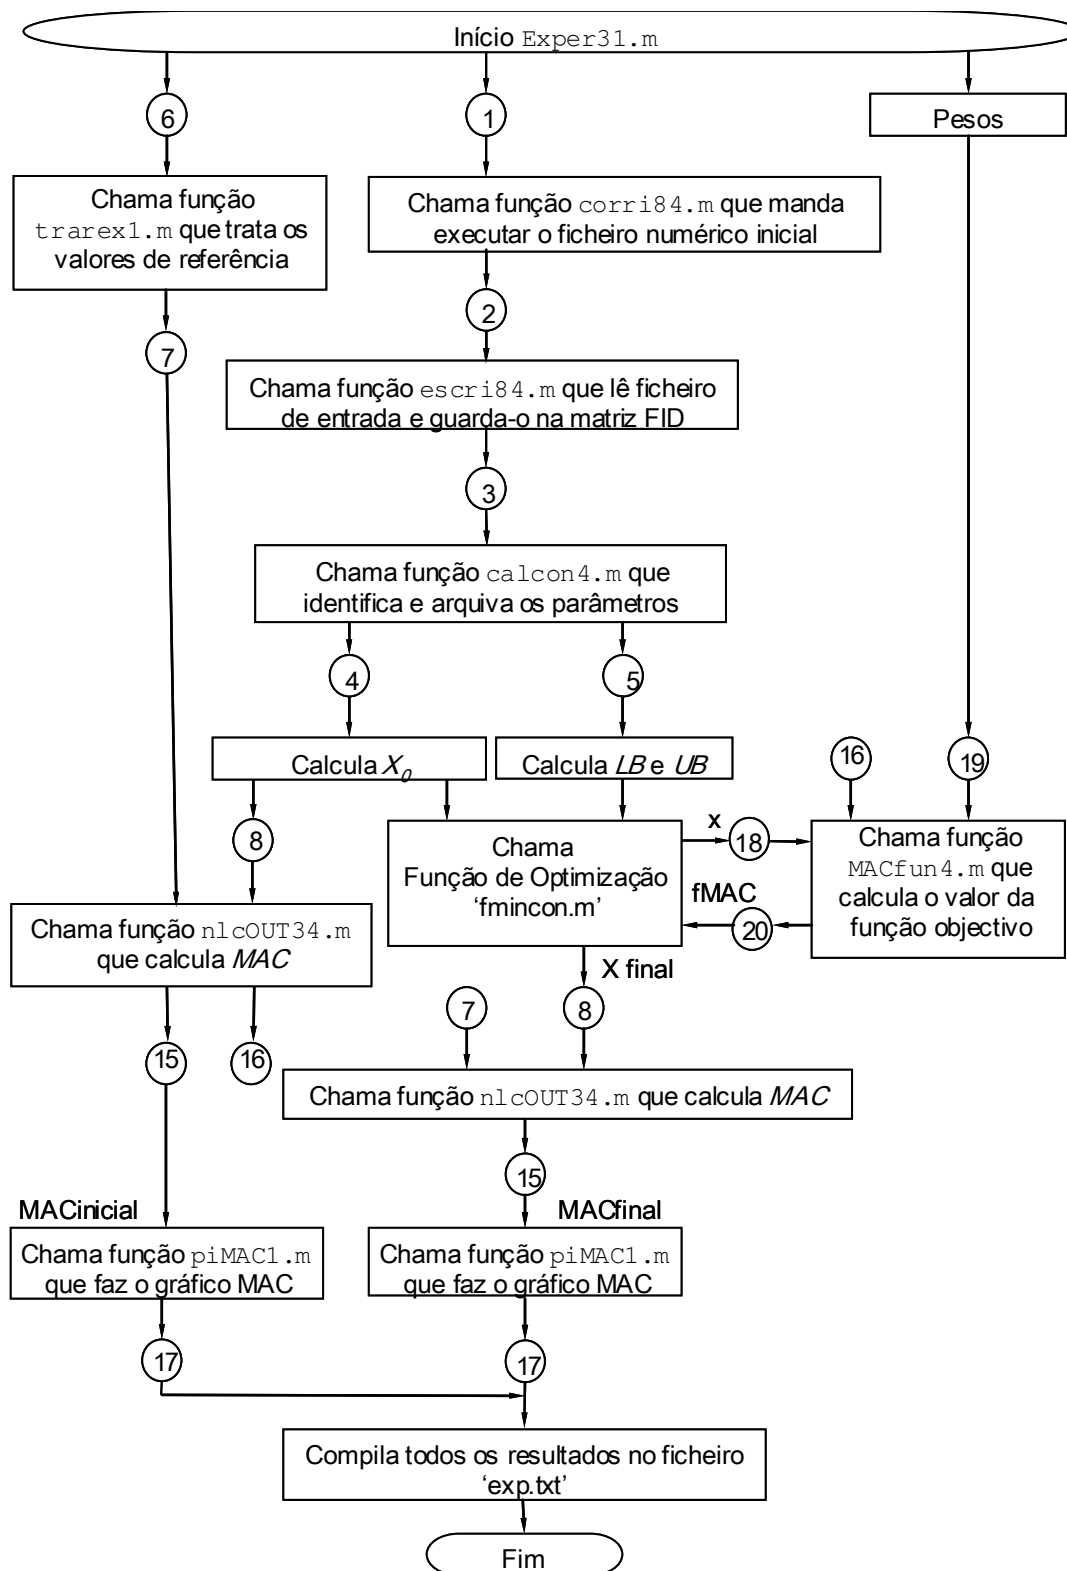 Início Exper31.m
6
1
Pesos
Chama função
trarex1.m que trata os
valores de referência
Chama função corri84.m que manda
executar o ficheiro numérico inicial
2
7
Chama função escri84.m que lê ficheiro
de entrada e guarda-o na matriz FID
3
Chama função calcon4.m que
identifica e arquiva os parâmetros
4
5
Calcula X0
Calcula LB e UB
16
19
8
Chama
Função de Optimização
‘fmincon.m’
x
18
fMAC
20
Chama função
MACfun4.m que
calcula o valor da
função objectivo
Chama função nlcOUT34.m
que calcula MAC
X final
15
16
7
8
Chama função nlcOUT34.m que calcula MAC
15
MACinicial
MACfinal
Chama função piMAC1.m
que faz o gráfico MAC
Chama função piMAC1.m
que faz o gráfico MAC
17
17
Compila todos os resultados no ficheiro
‘exp.txt’
Fim